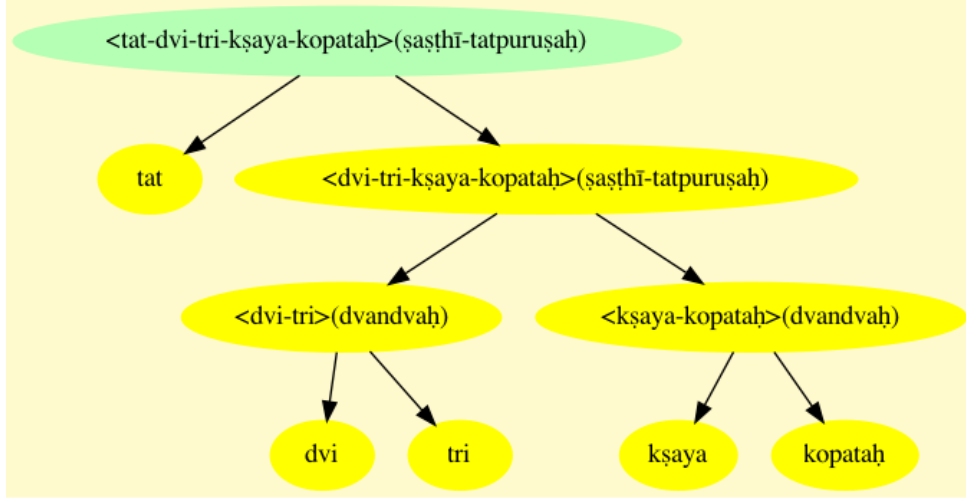 <tat-dvi-tri-kṣaya-kopataḥ>(ṣaṣṭhī-tatpuruṣaḥ)
tat
<dvi-tri-kṣaya-kopataḥ>(ṣaṣṭhī-tatpuruṣaḥ)
<dvi-tri>(dvandvaḥ)
<kṣaya-kopataḥ>(dvandvaḥ)
dvi
tri
kṣaya
kopataḥ